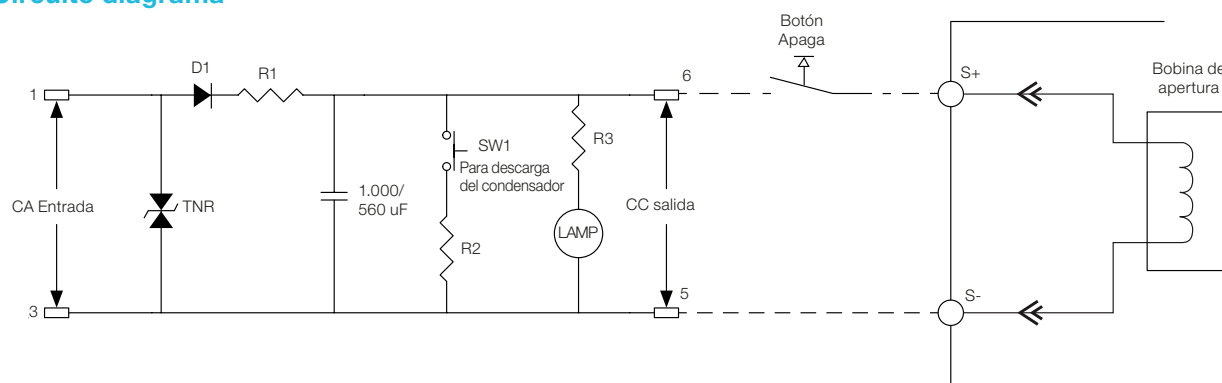 Circuito diagrama
Botón
Apaga
D1
R1
6
S+
Bobina de
apertura
1
SW1
Para descarga
del condensador
R3
CA Entrada
TNR
1.000/
560 uF
CC salida
LAMP
R2
5
S-
3